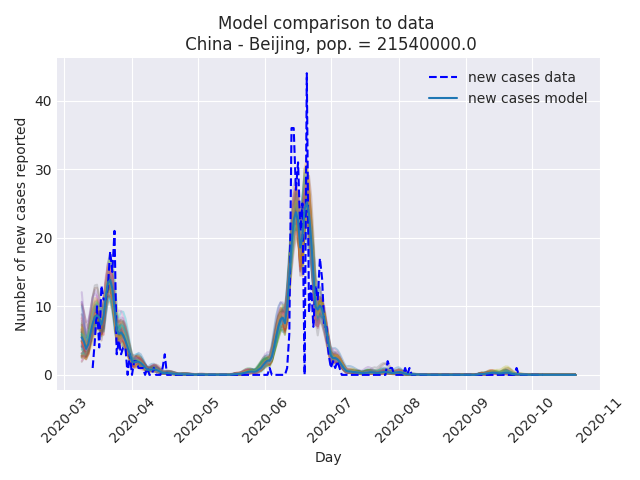 Model comparison to data
China - Beijing, pop. = 21540000.0
new cases data
new cases model
Number of new cases reported
40
30
20
10
0
2020-03
2020-04
2020-05
2020-06
2020-07
2020-08
2020-09
2020-10
2020-11
Day